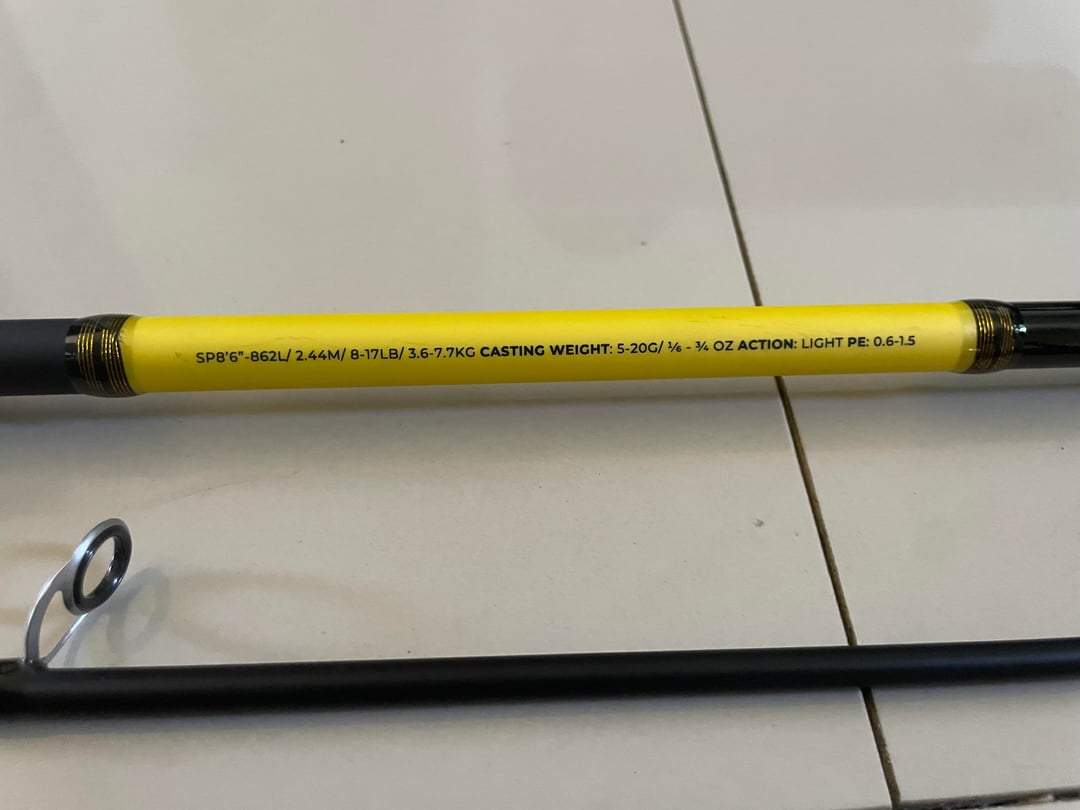 SP8'6"-862L/ 2.44M/ 8-17LB/ 3.6-7.7KG CASTING WEIGHT: 5-20G/ ⅙ - ¾ OZ ACTION: LIGHT PE: 0.6-1.5